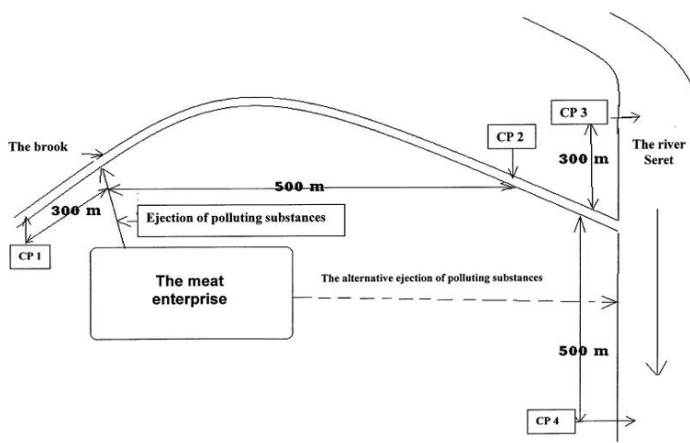 CP 3
The river
Seret
The brook
CP 2
300 m
500 m
300 m
Ejection of polluting substances
CP 1
The meat
enterprise
The alternative ejection of polluting substances
500 m
CP 4